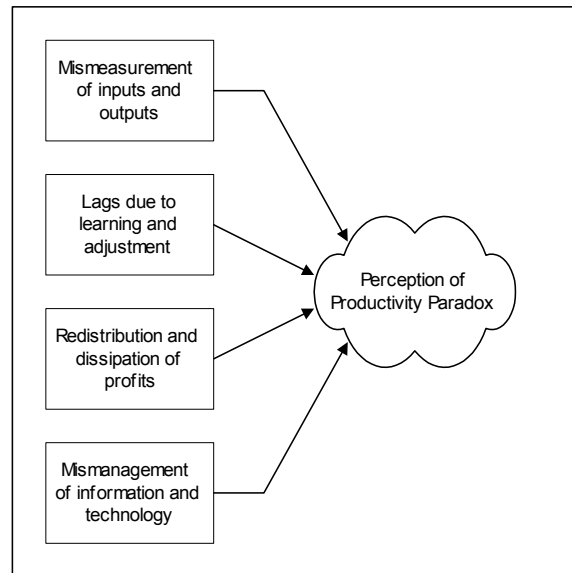 Mismeasurement
of inputs and
outputs
Lags due to
learning and
adjustment
Redistribution and
dissipation of
profits
Mismanagement
of information and
technology
Perception of
Productivity Paradox